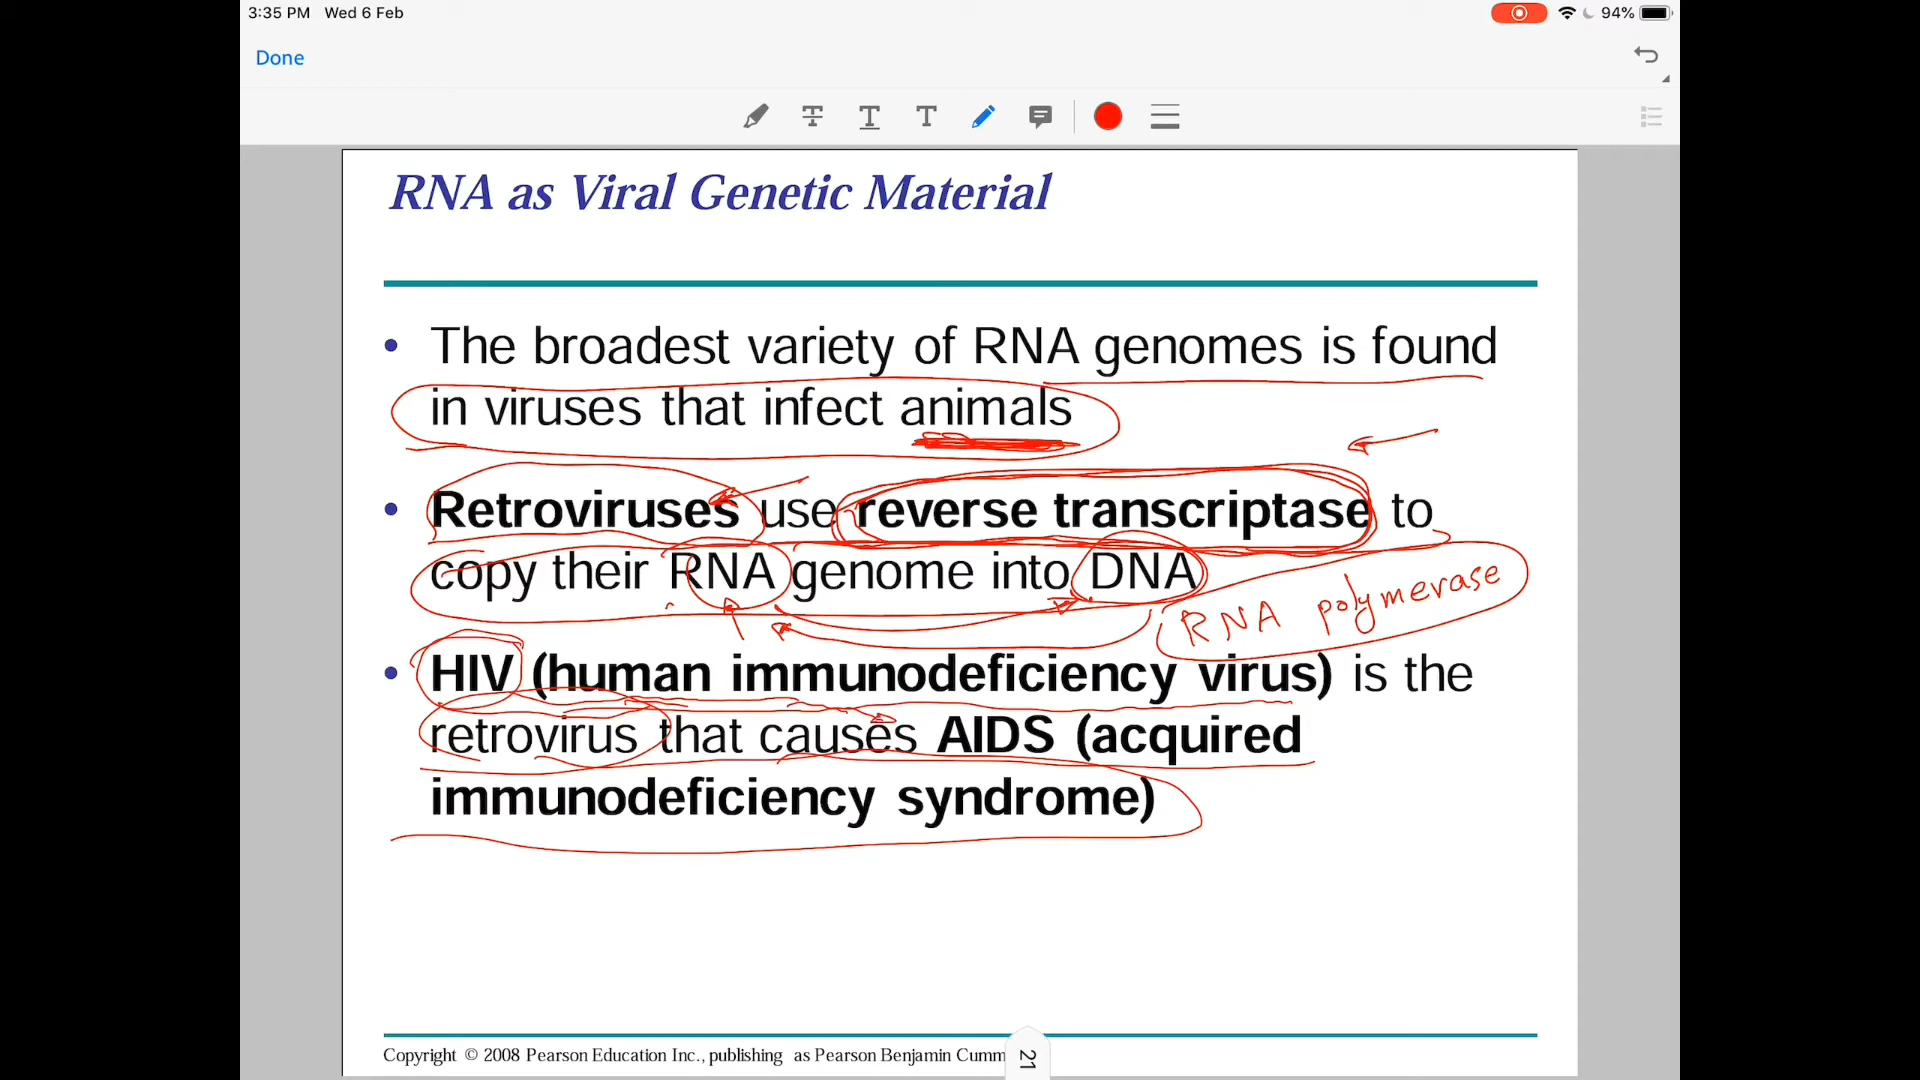 3:35 PM Wed 6 Feb 94%
Done
T T T
RNA as Viral Genetic Material
• The broadest variety of RNA genomes is found
in viruses that infect animals
• Retroviruses use reverse transcriptase to
copy their RNA genome into DNA
RNA polymerase
• HIV (human immunodeficiency virus) is the
retrovirus that causes AIDS (acquired
immunodeficiency syndrome)
Copyright © 2008 Pearson Education Inc., publishing as Pearson Benjamin Cumm
21